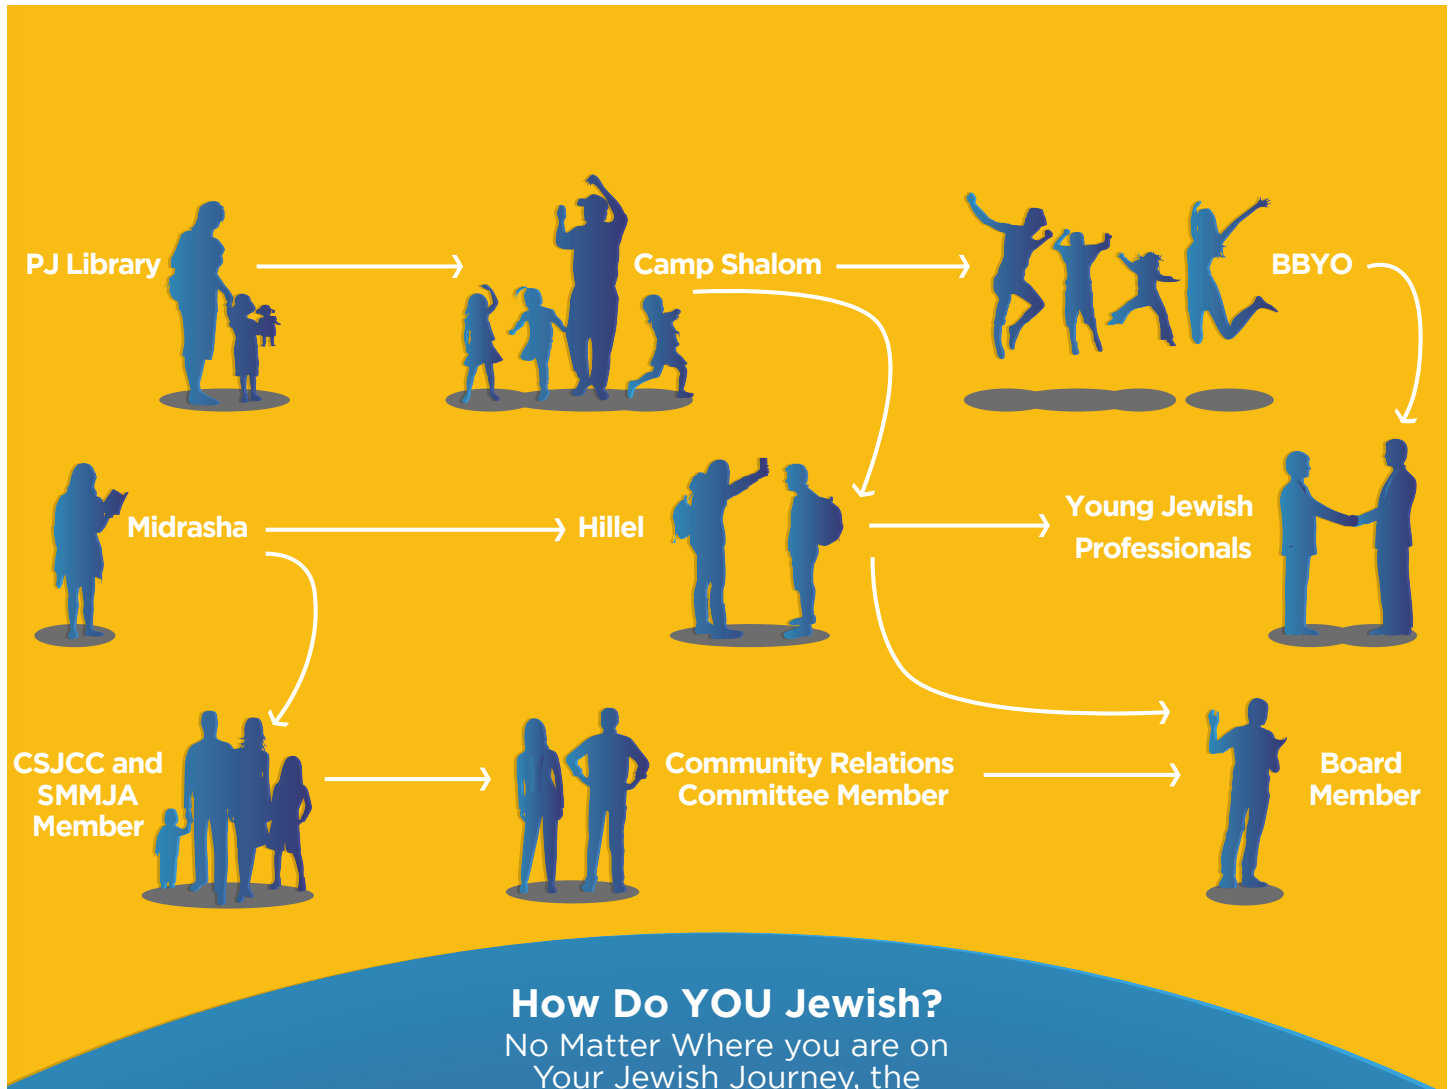 PJ Library
Camp Shalom
BBYO
Midrasha
Hillel
Young Jewish
Professionals
CSJCC and
SMMJA
Member
Community Relations
Committee Member
Board
Member
How Do YOU Jewish?
No Matter Where you are on
Your Jewish Journey, the